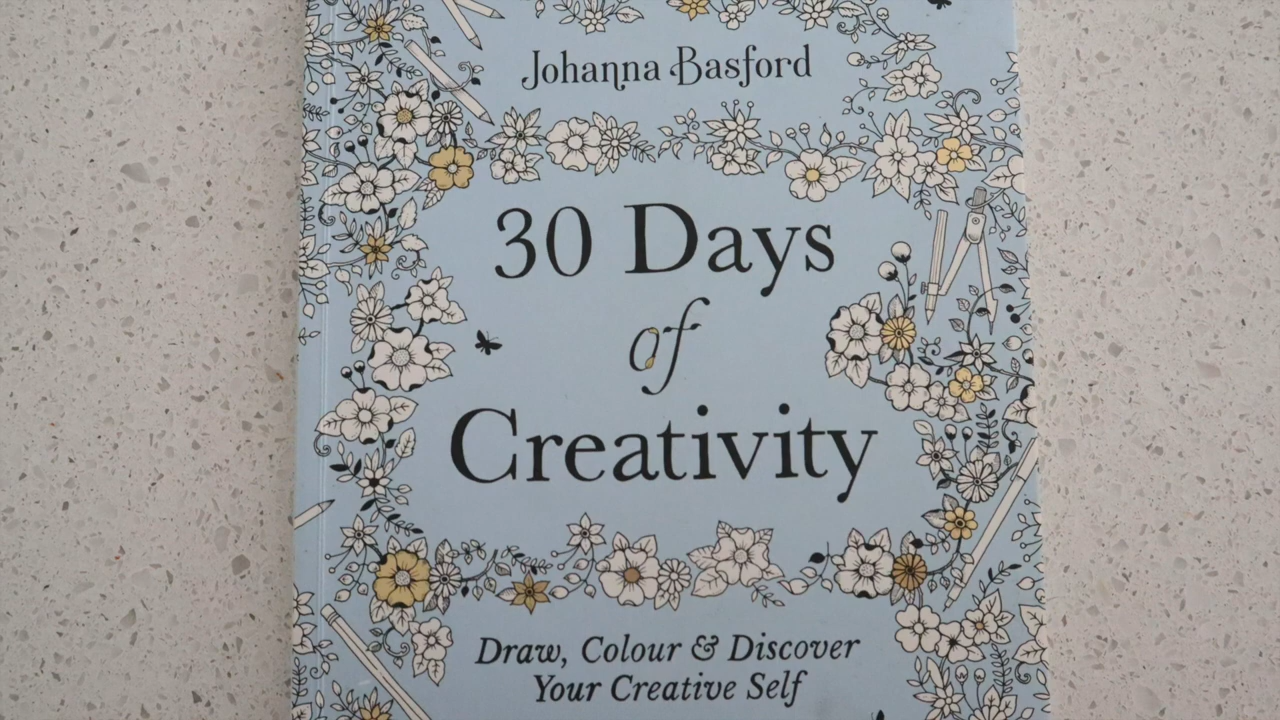 Johanna Basford
30 Days
of
Creativity
Draw, Colour & Discover
Your Creative Self